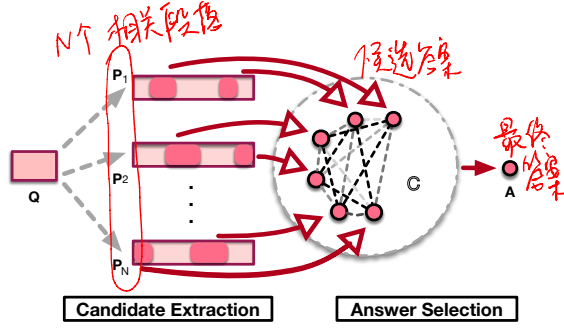 N个 相关段落
候选答案
P1
Q
P2
PN
C
最终
答案
A
Candidate Extraction
Answer Selection